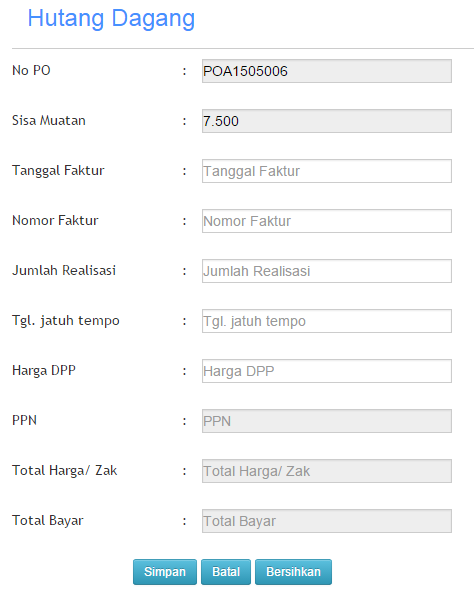 Hutang Dagang
No PO : POA1505006
Sisa Muatan : 7.500
Tanggal Faktur : Tanggal Faktur
Nomor Faktur : Nomor Faktur
Jumlah Realisasi : Jumlah Realisasi
Tgl. jatuh tempo : Tgl. jatuh tempo
Harga DPP : Harga DPP
PPN : PPN
Total Harga/ Zak : Total Harga/ Zak
Total Bayar : Total Bayar
Simpan Batal Bersihkan